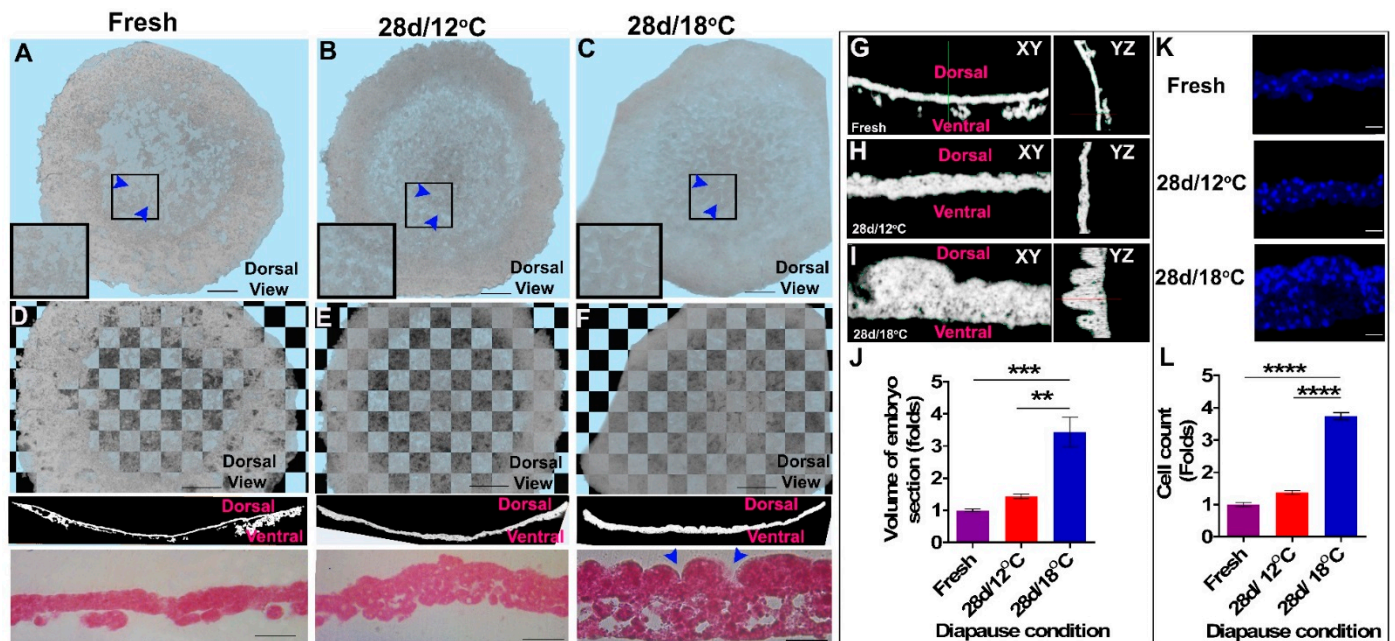 Fresh
28d/12°C
28d/18°C
A
B
C
Dorsal
View
Dorsal
View
Dorsal
View
D
E
F
Dorsal
View
Dorsal
View
Dorsal
View
Dorsal
Ventral
Dorsal
Ventral
Dorsal
Ventral
G
Dorsal
XY
YZ
Ventral
Fresh
H
Dorsal
XY
YZ
Ventral
28d/12°C
I
Dorsal
XY
YZ
Ventral
28d/18°C
J
Volume of embryo
section (folds)
5
4
3
2
1
0
***
**
Fresh
28d/12°C
28d/18°C
Diapause condition
K
Fresh
28d/12°C
28d/18°C
L
Cell count
(Folds)
5
4
3
2
1
0
****
****
Fresh
28d/ 12°C
28d/ 18°C
Diapause condition